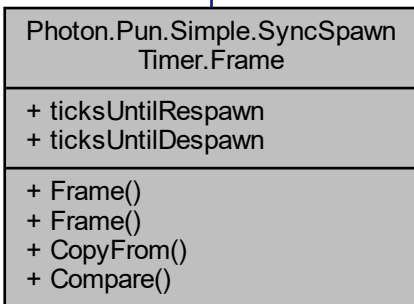 Photon.Pun.Simple.SyncSpawn
Timer.Frame
+ ticksUntilRespawn
+ ticksUntilDespawn
+ Frame()
+ Frame()
+ CopyFrom()
+ Compare()